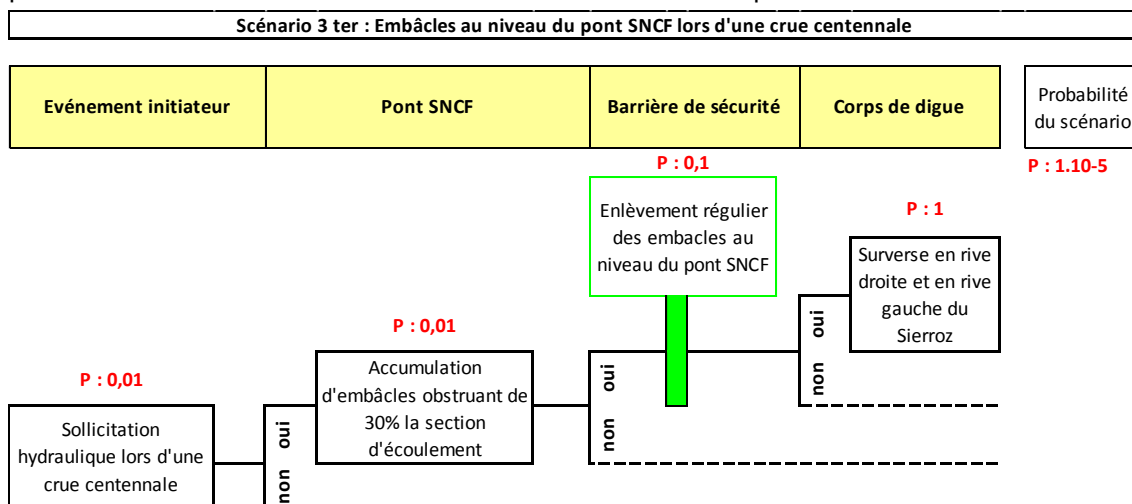 Scénario 3 ter : Embâcles au niveau du pont SNCF lors d'une crue centennale
Evénement initiateur
Pont SNCF
Barrière de sécurité
Corps de digue
Probabilité
du scénario
P : 0,1
P : 1.10-5
Enlèvement régulier
des embacles au
niveau du pont SNCF
P : 1
Surverse en rive
droite et en rive
gauche du
Sierroz
oui
non
P : 0,01
Accumulation
d'embâcles obstruant de
30% la section
d'écoulement
oui
non
P : 0,01
Sollicitation
hydraulique lors d'une
crue centennale
oui
non